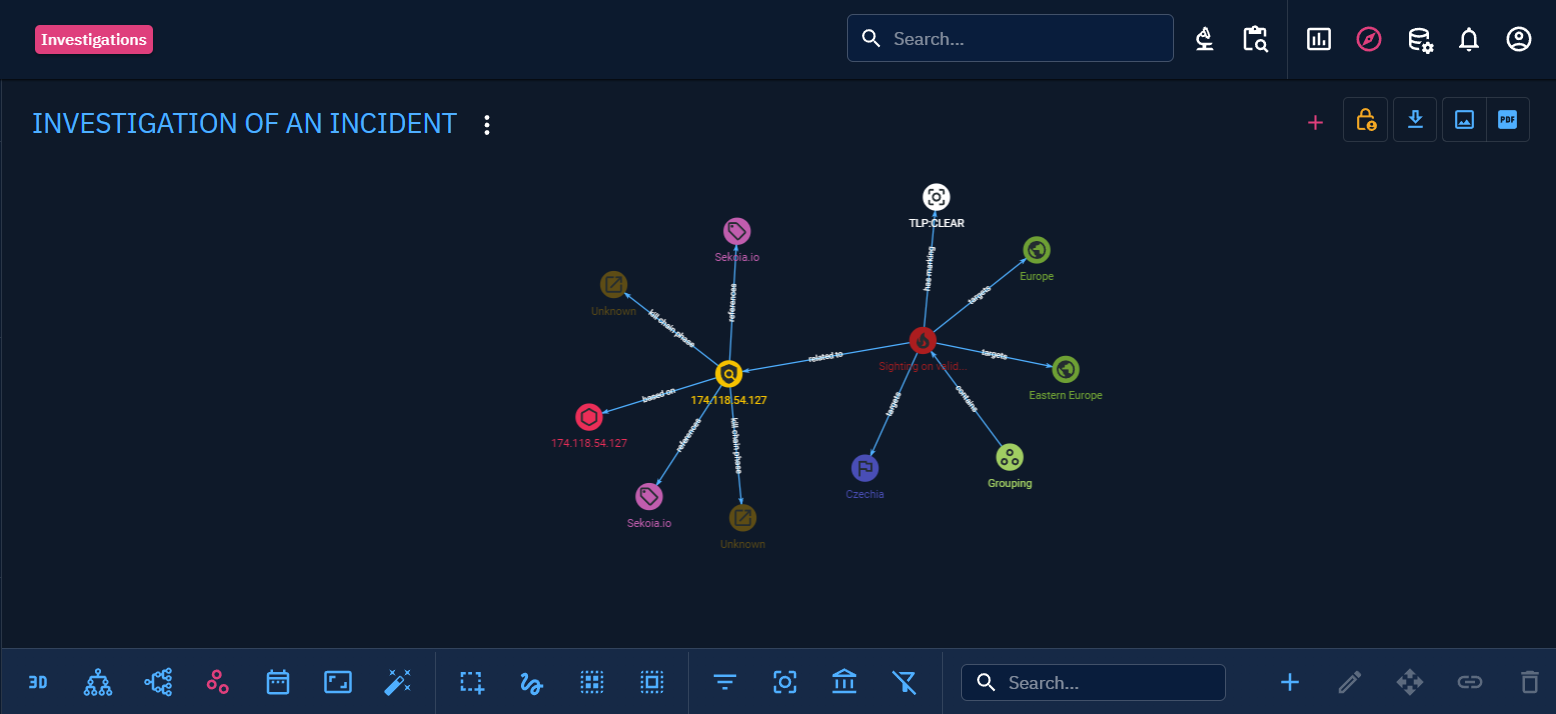 Investigations
Search...
INVESTIGATION OF AN INCIDENT
PDF
TLP:CLEAR
Sekoia.io
has marking
Europe
Unknown
references
targets
kill chain phase
related to
targets
Sighting on valid...
174.118.54.127
based on
Eastern Europe
targets
contains
174.118.54.127
references
kill chain phase
Czechia
Grouping
Sekoia.io
Unknown
3D
Search...